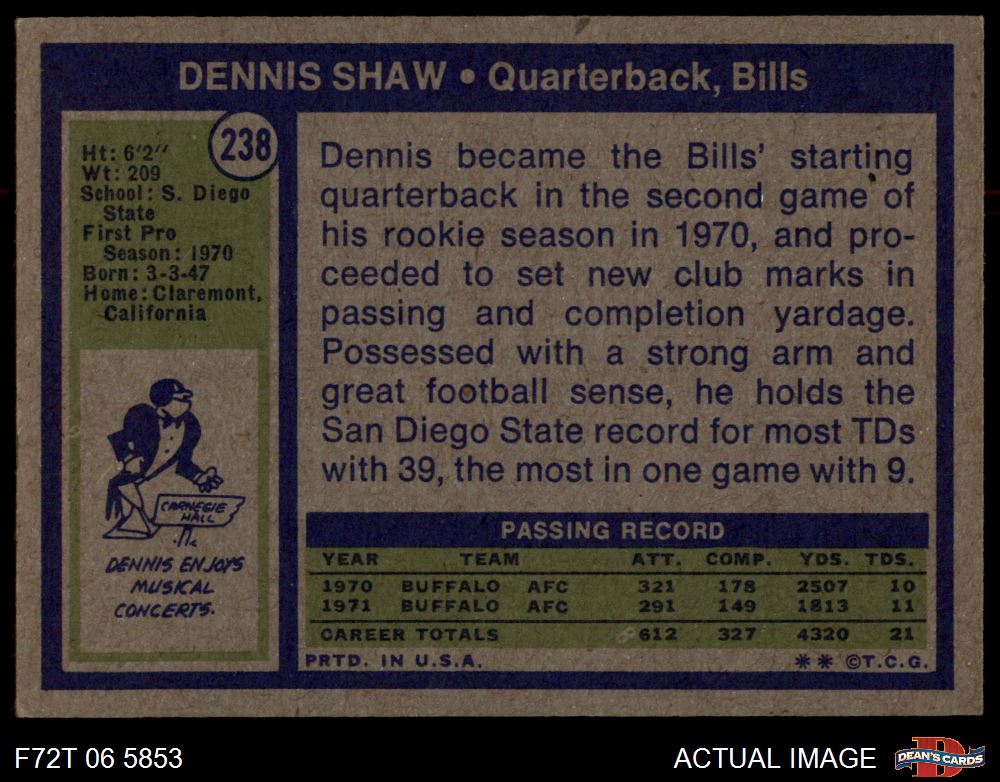 DENNIS SHAW • Quarterback, Bills
238
Ht: 6'2"
Wt: 209
School: S. Diego
State
First Pro
Season: 1970
Born: 3-3-47
Home: Claremont,
California
CARNEGIE
HALL
DENNIS ENJOYS
MUSICAL
CONCERTS.
Dennis became the Bills' starting
quarterback in the second game of
his rookie season in 1970, and pro-
ceeded to set new club marks in
passing and completion yardage.
Possessed with a strong arm and
great football sense, he holds the
San Diego State record for most TDs
with 39, the most in one game with 9.
PASSING RECORD
YEAR TEAM ATT. COMP. YDS. TDS.
1970 BUFFALO AFC 321 178 2507 10
1971 BUFFALO AFC 291 149 1813 11
CAREER TOTALS 612 327 4320 21
PRTD. IN U.S.A. ** ©T.C.G.
F72T 06 5853
ACTUAL IMAGE
D
DEAN'S CARDS